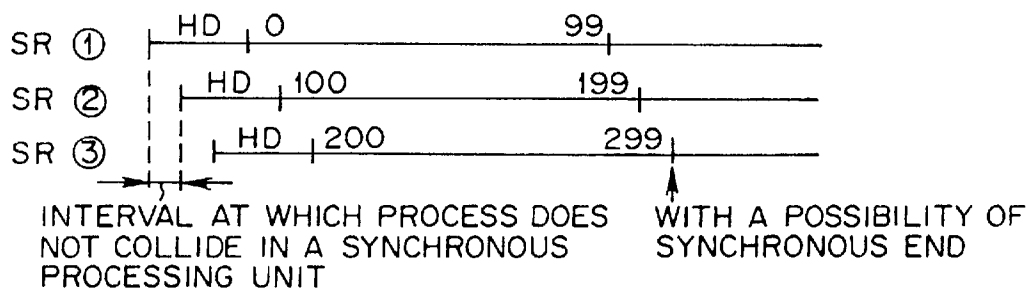 SR ① HD 0 99
SR ② HD 100 199
SR ③ HD 200 299
INTERVAL AT WHICH PROCESS DOES
NOT COLLIDE IN A SYNCHRONOUS
PROCESSING UNIT
WITH A POSSIBILITY OF
SYNCHRONOUS END